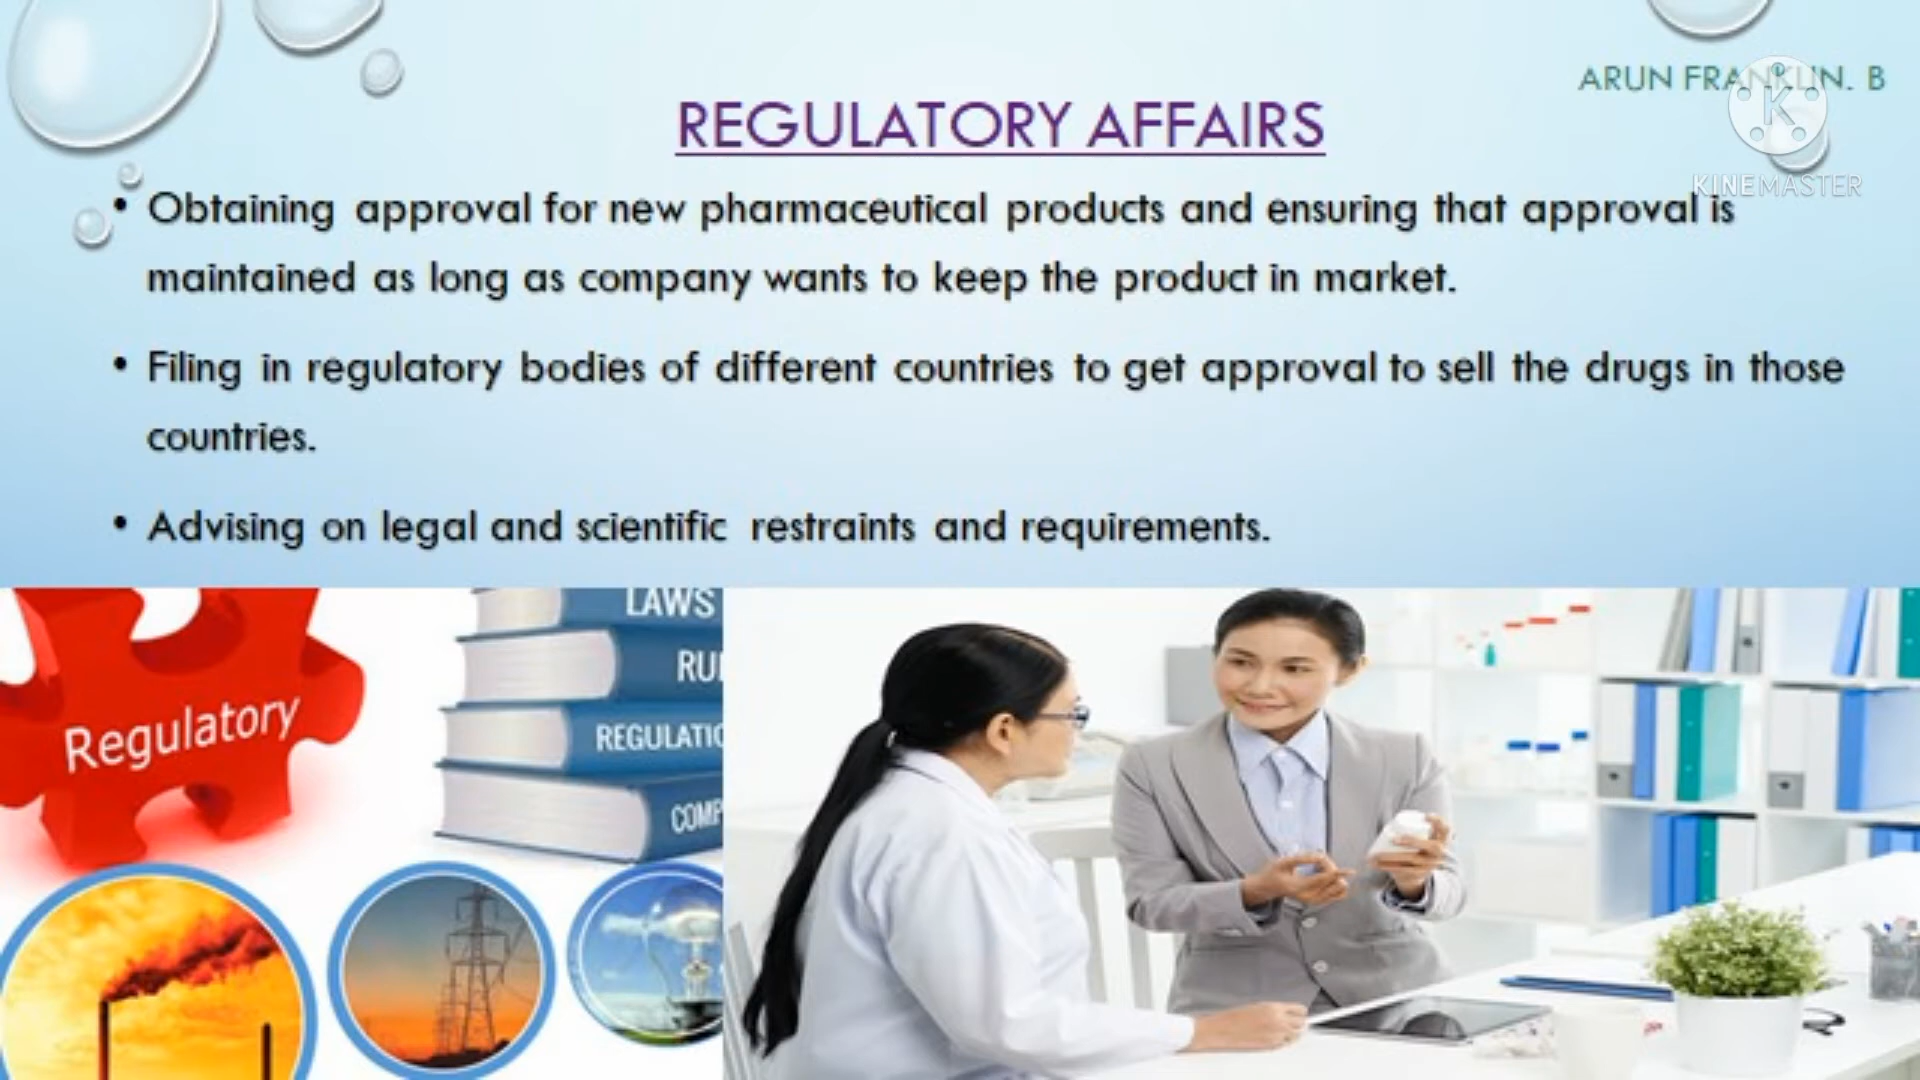 ARUN FRANKLIN. B
KINEMASTER
REGULATORY AFFAIRS
• Obtaining approval for new pharmaceutical products and ensuring that approval is
maintained as long as company wants to keep the product in market.
• Filing in regulatory bodies of different countries to get approval to sell the drugs in those
countries.
• Advising on legal and scientific restraints and requirements.
Regulatory
LAWS
REGULATIO
COMP